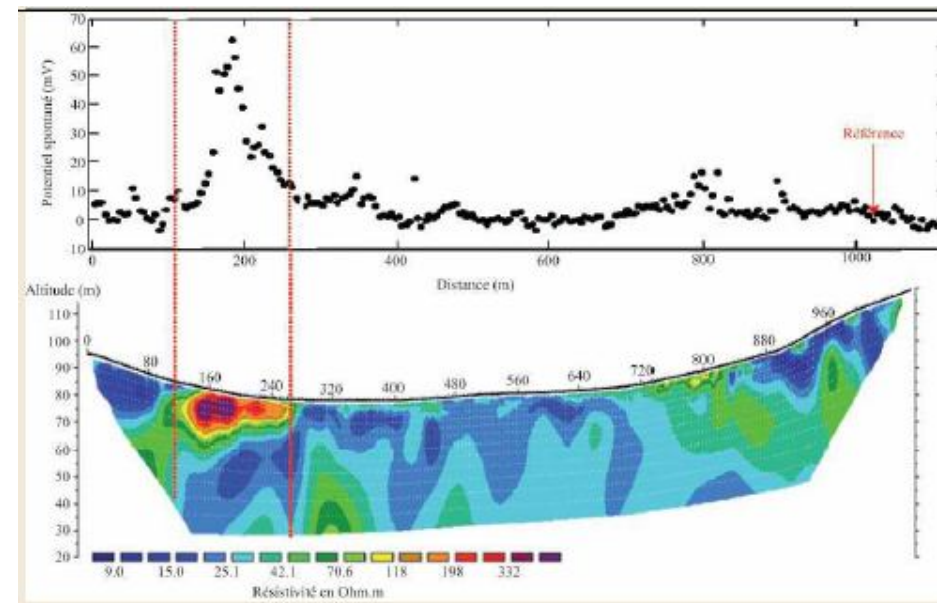 70
60
50
40
30
20
10
0
10
Potentiel spontané (mV)
Référence
0 200 400 600 800 1000
Distance (m)
Altitude (m)
110
100
90
80
70
60
50
40
30
20
0 80 160 240 320 400 480 560 640 720 800 880 960
9.0 15.0 25.1 42.1 70.6 118 198 332
Résistivité en Ohm.m